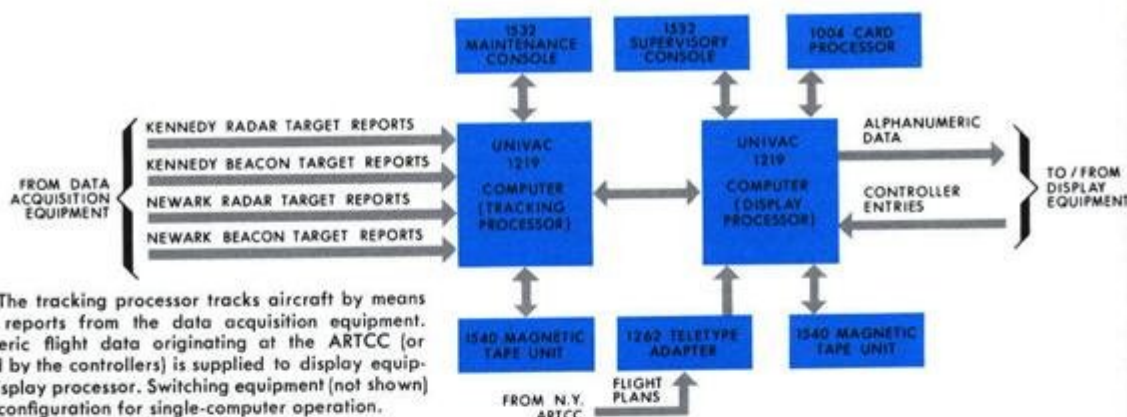 1532
MAINTENANCE
CONSOLE
1532
SUPERVISORY
CONSOLE
1004 CARD
PROCESSOR
KENNEDY RADAR TARGET REPORTS
KENNEDY BEACON TARGET REPORTS
NEWARK RADAR TARGET REPORTS
NEWARK BEACON TARGET REPORTS
FROM DATA
ACQUISITION
EQUIPMENT
UNIVAC
1219
COMPUTER
(TRACKING
PROCESSOR)
UNIVAC
1219
COMPUTER
(DISPLAY
PROCESSOR)
ALPHANUMERIC
DATA
CONTROLLER
ENTRIES
TO/FROM
DISPLAY
EQUIPMENT
The tracking processor tracks aircraft by means
reports from the data acquisition equipment.
eric flight data originating at the ARTCC (or
d by the controllers) is supplied to display equip-
isplay processor. Switching equipment (not shown)
configuration for single-computer operation.
1540 MAGNETIC
TAPE UNIT
1262 TELETYPE
ADAPTER
1540 MAGNETIC
TAPE UNIT
FROM N.Y.
ARTCC
FLIGHT
PLANS